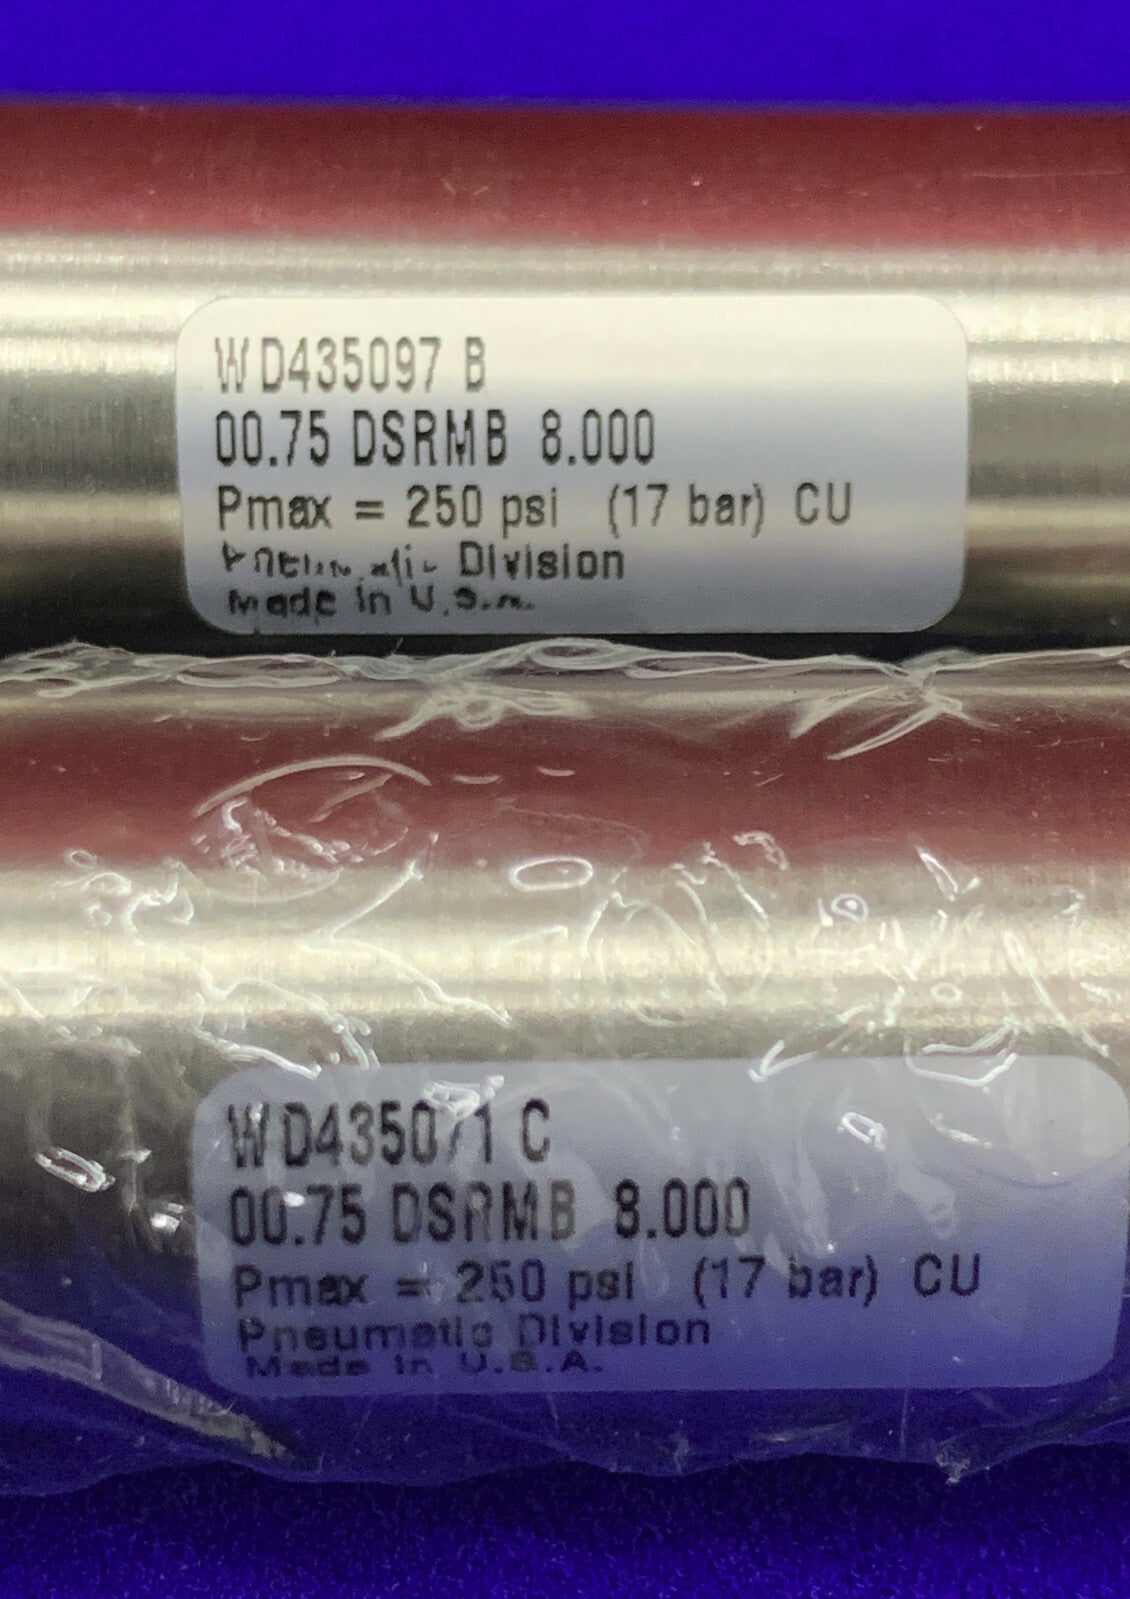 WD435097 B
00.75 DSRMB 8.000
Pmax = 250 psi (17 bar) CU
Division
Made in U.S.A.
C
00.75 DSRMB 8.000
Pmax = 250 psi (17 bar) CU
Pneumatic Division
Made in U.S.A.